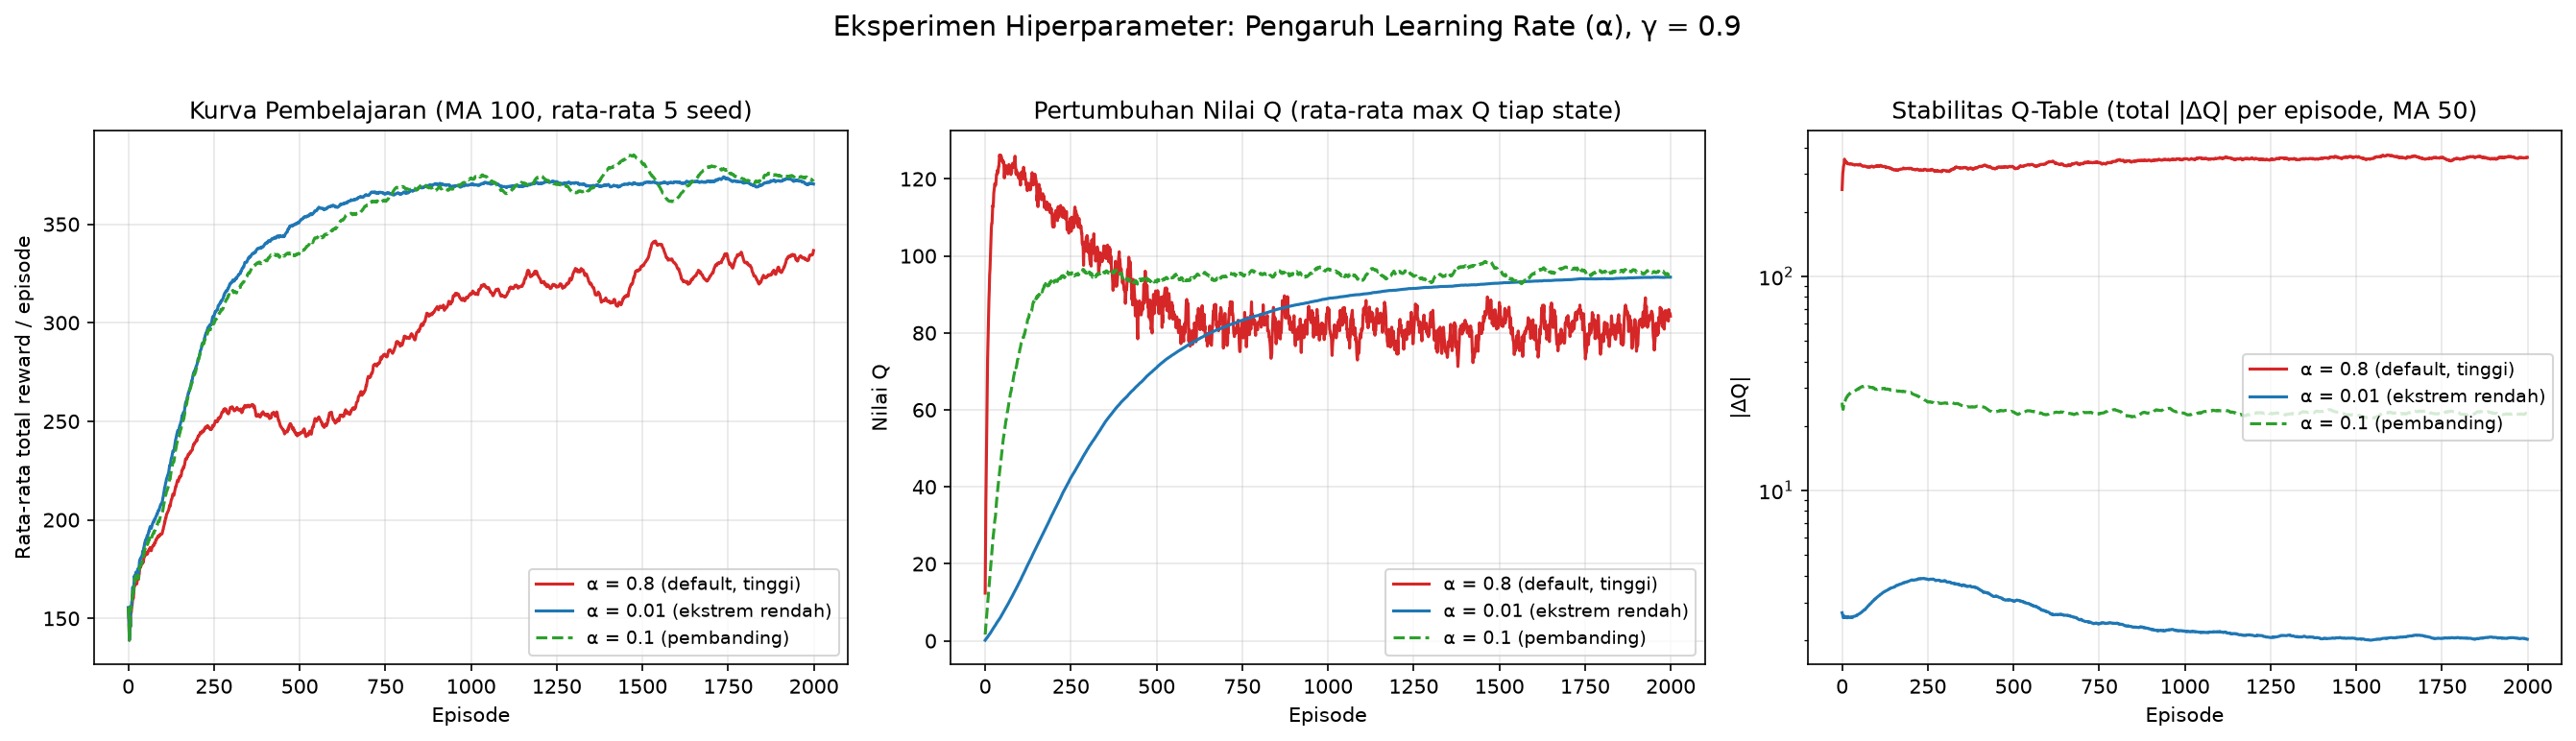 Eksperimen Hiperparameter: Pengaruh Learning Rate (α), γ = 0.9
Kurva Pembelajaran (MA 100, rata-rata 5 seed)
Rata-rata total reward / episode
350
300
250
200
150
0 250 500 750 1000 1250 1500 1750 2000
Episode
α = 0.8 (default, tinggi)
α = 0.01 (ekstrem rendah)
α = 0.1 (pembanding)
Pertumbuhan Nilai Q (rata-rata max Q tiap state)
Nilai Q
120
100
80
60
40
20
0
0 250 500 750 1000 1250 1500 1750 2000
Episode
α = 0.8 (default, tinggi)
α = 0.01 (ekstrem rendah)
α = 0.1 (pembanding)
Stabilitas Q-Table (total |ΔQ| per episode, MA 50)
|ΔQ|
10²
10¹
0 250 500 750 1000 1250 1500 1750 2000
Episode
α = 0.8 (default, tinggi)
α = 0.01 (ekstrem rendah)
α = 0.1 (pembanding)